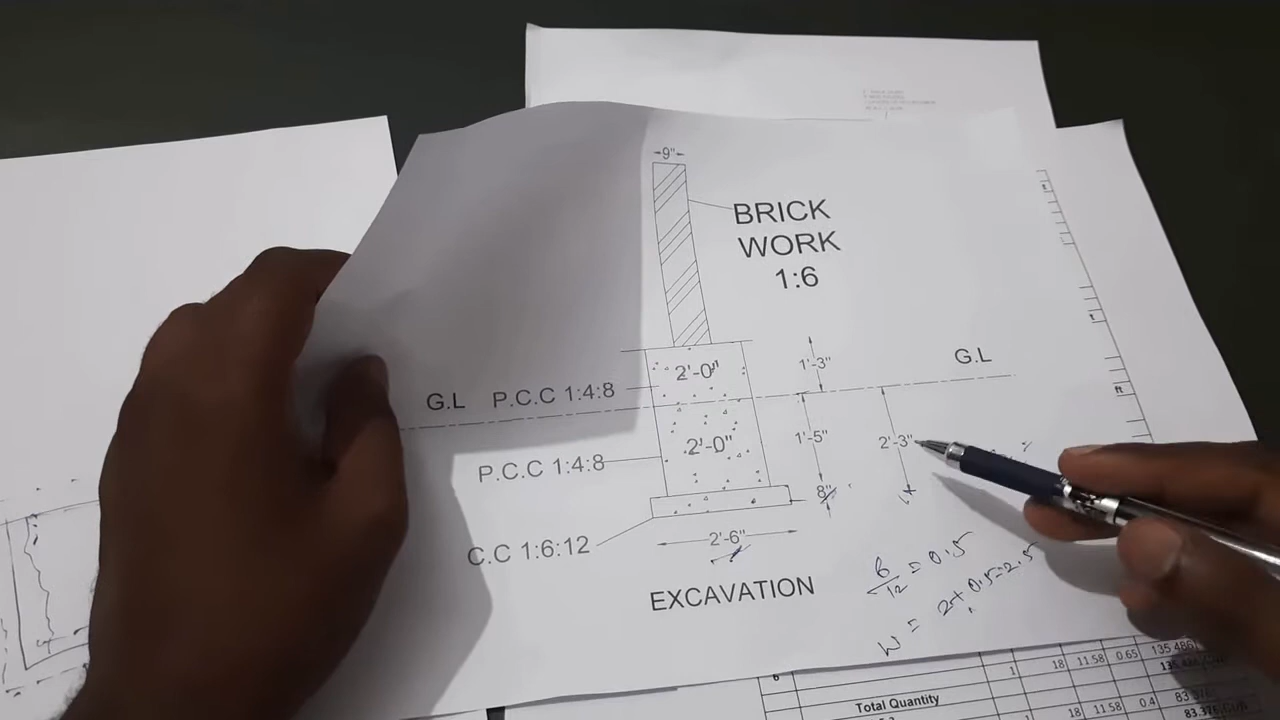 9"
BRICK
WORK
1:6
1'-3"
G.L
2'-0"
G.L P.C.C 1:4:8
1'-5"
2'-3"
2'-0"
P.C.C 1:4:8
8"
2'-6"
C.C 1:6:12
EXCAVATION
6/12 = 0.5
W = 2+0.5=2.5
1 18 11.58 0.65 135.486
Total Quantity
1 18 11.58 0.4 83.376